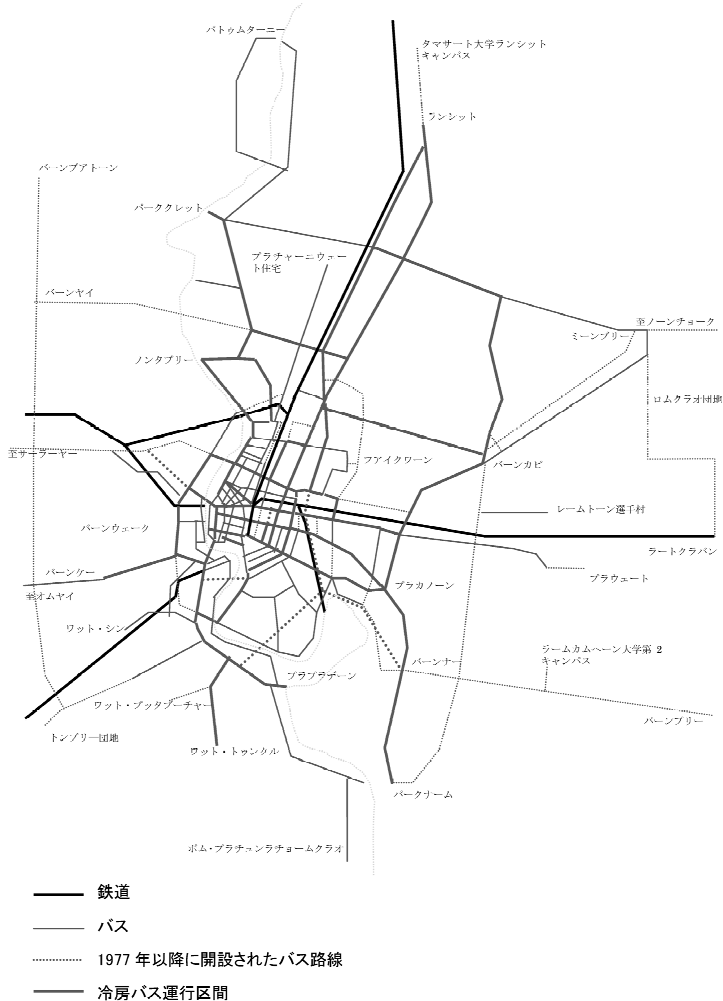 パトゥムターニー
タマサート大学ランシット
キャンパス
ランシット
バーンブアトーン
パーククレット
プラチャーニウェー
ト住宅
バーンヤイ
至ノーンチョーク
ミーンブリー
ノンタブリー
ロムクラオ団地
至サーラーヤー
フアイクワーン
バーンカピ
レームトーン選手村
バーンウェーク
ラートクラバン
バーンケー
プラウェート
プラカノーン
至オムヤイ
ワット・シン
ラームカムヘーン大学第 2
キャンパス
バーンナー
プラプラデーン
ワット・プッタブーチャー
バーンプリー
トンブリー団地
ワット・トゥンクル
パークナーム
ポム・プラチュンラチョームクラオ
鉄道
バス
1977 年以降に開設されたバス路線
冷房バス運行区間